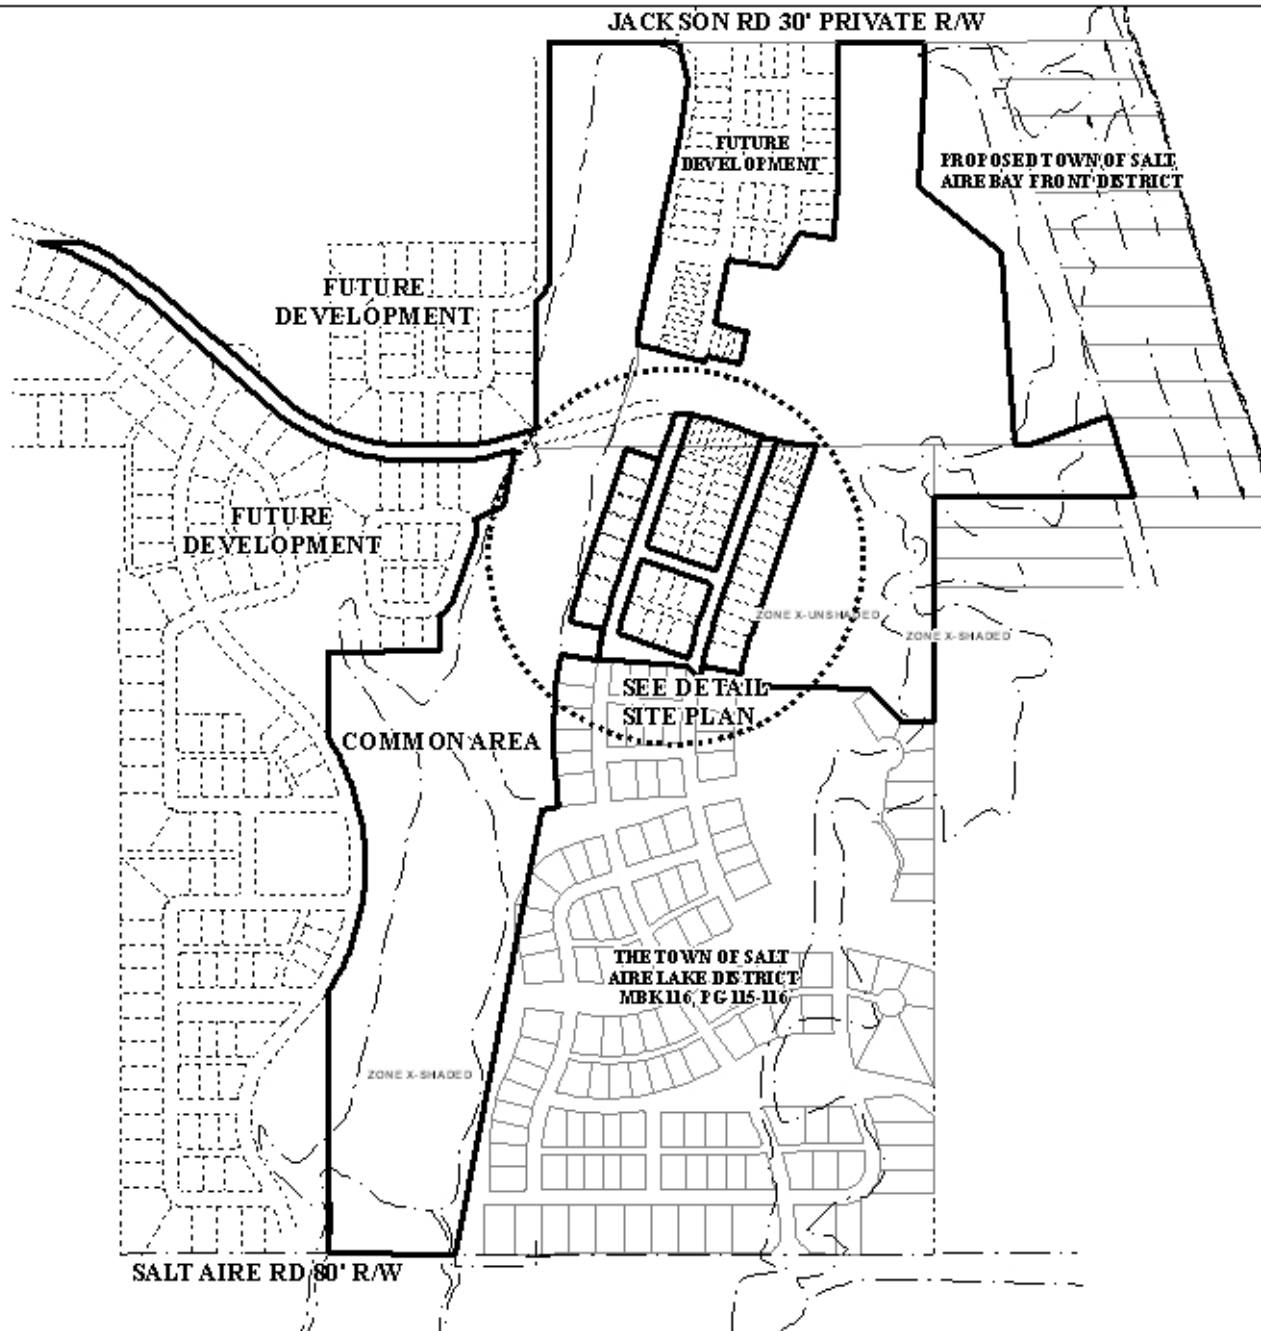 JACKSON RD 30' PRIVATE R/W
FUTURE
DEVELOPMENT
PROPOSED TOWN OF SALT
AIRE BAY FRONT DISTRICT
FUTURE
DEVELOPMENT
FUTURE
DEVELOPMENT
ZONE X-UNSHADED
ZONE X-SHADED
SEE DETAIL
SITE PLAN
COMMON AREA
THE TOWN OF SALT
AIRE LAKE DISTRICT
MBK 116, PG 115-116
ZONE X-SHADED
SALT AIRE RD 80' R/W